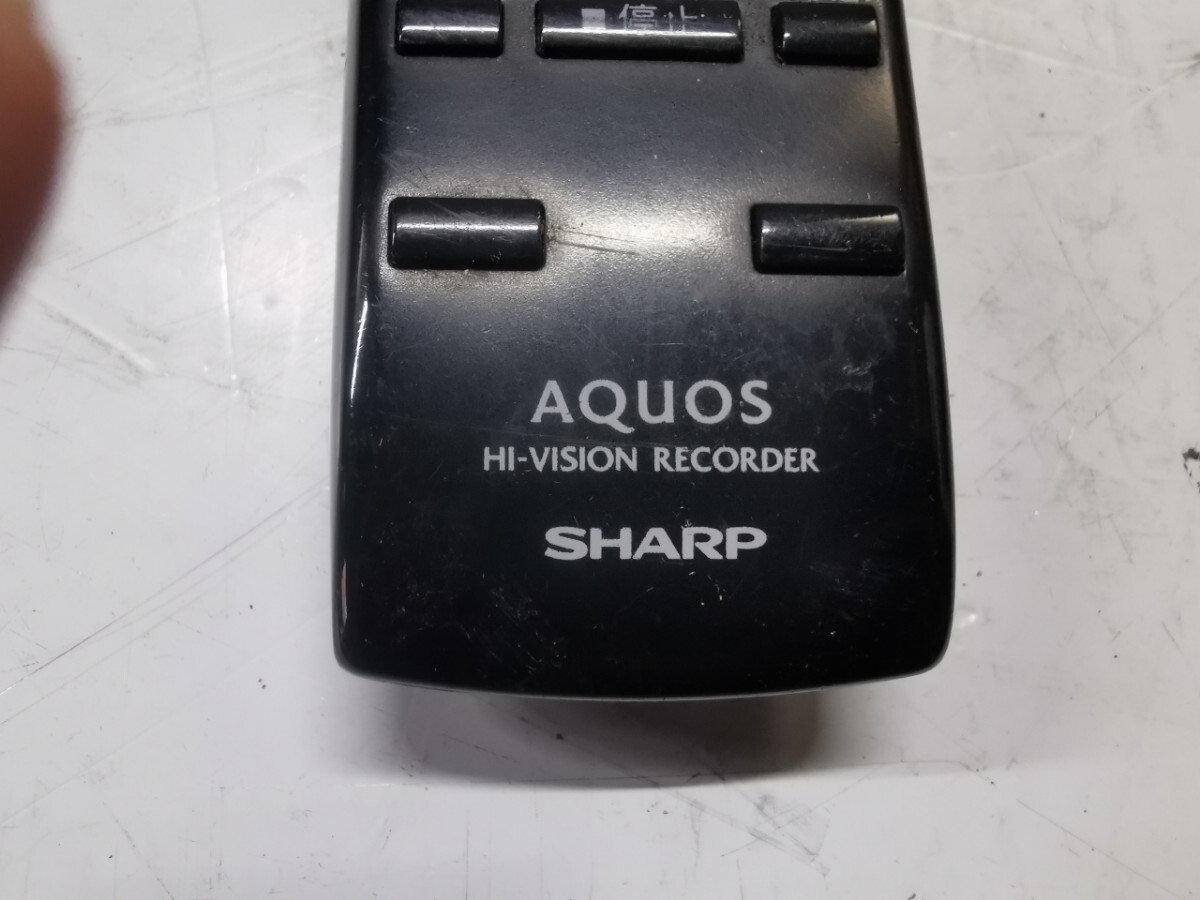 停止
AQUOS
HI-VISION RECORDER
SHARP